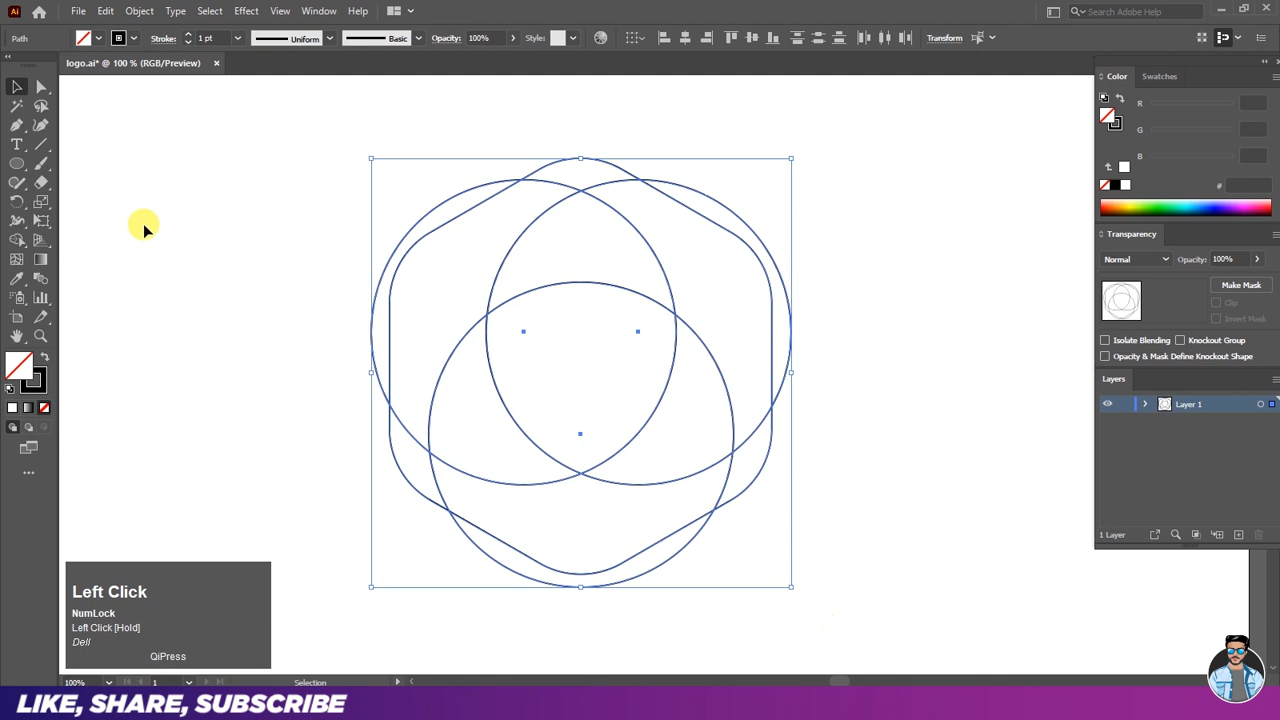 Ai File Edit Object Type Select Effect View Window Help Search Adobe Help
Path Stroke: 1 pt Uniform Basic Opacity: 100% Style: Transform
logo.ai* @ 100 % (RGB/Preview) ×
Color Swatches
R
G
B
#
Transparency
Normal Opacity: 100%
Make Mask
Clip
Invert Mask
Isolate Blending Knockout Group
Opacity & Mask Define Knockout Shape
Layers
Layer 1
1 Layer
Left Click
NumLock
Left Click [Hold]
Dell
QiPress
100% 1 Selection
LIKE, SHARE, SUBSCRIBE